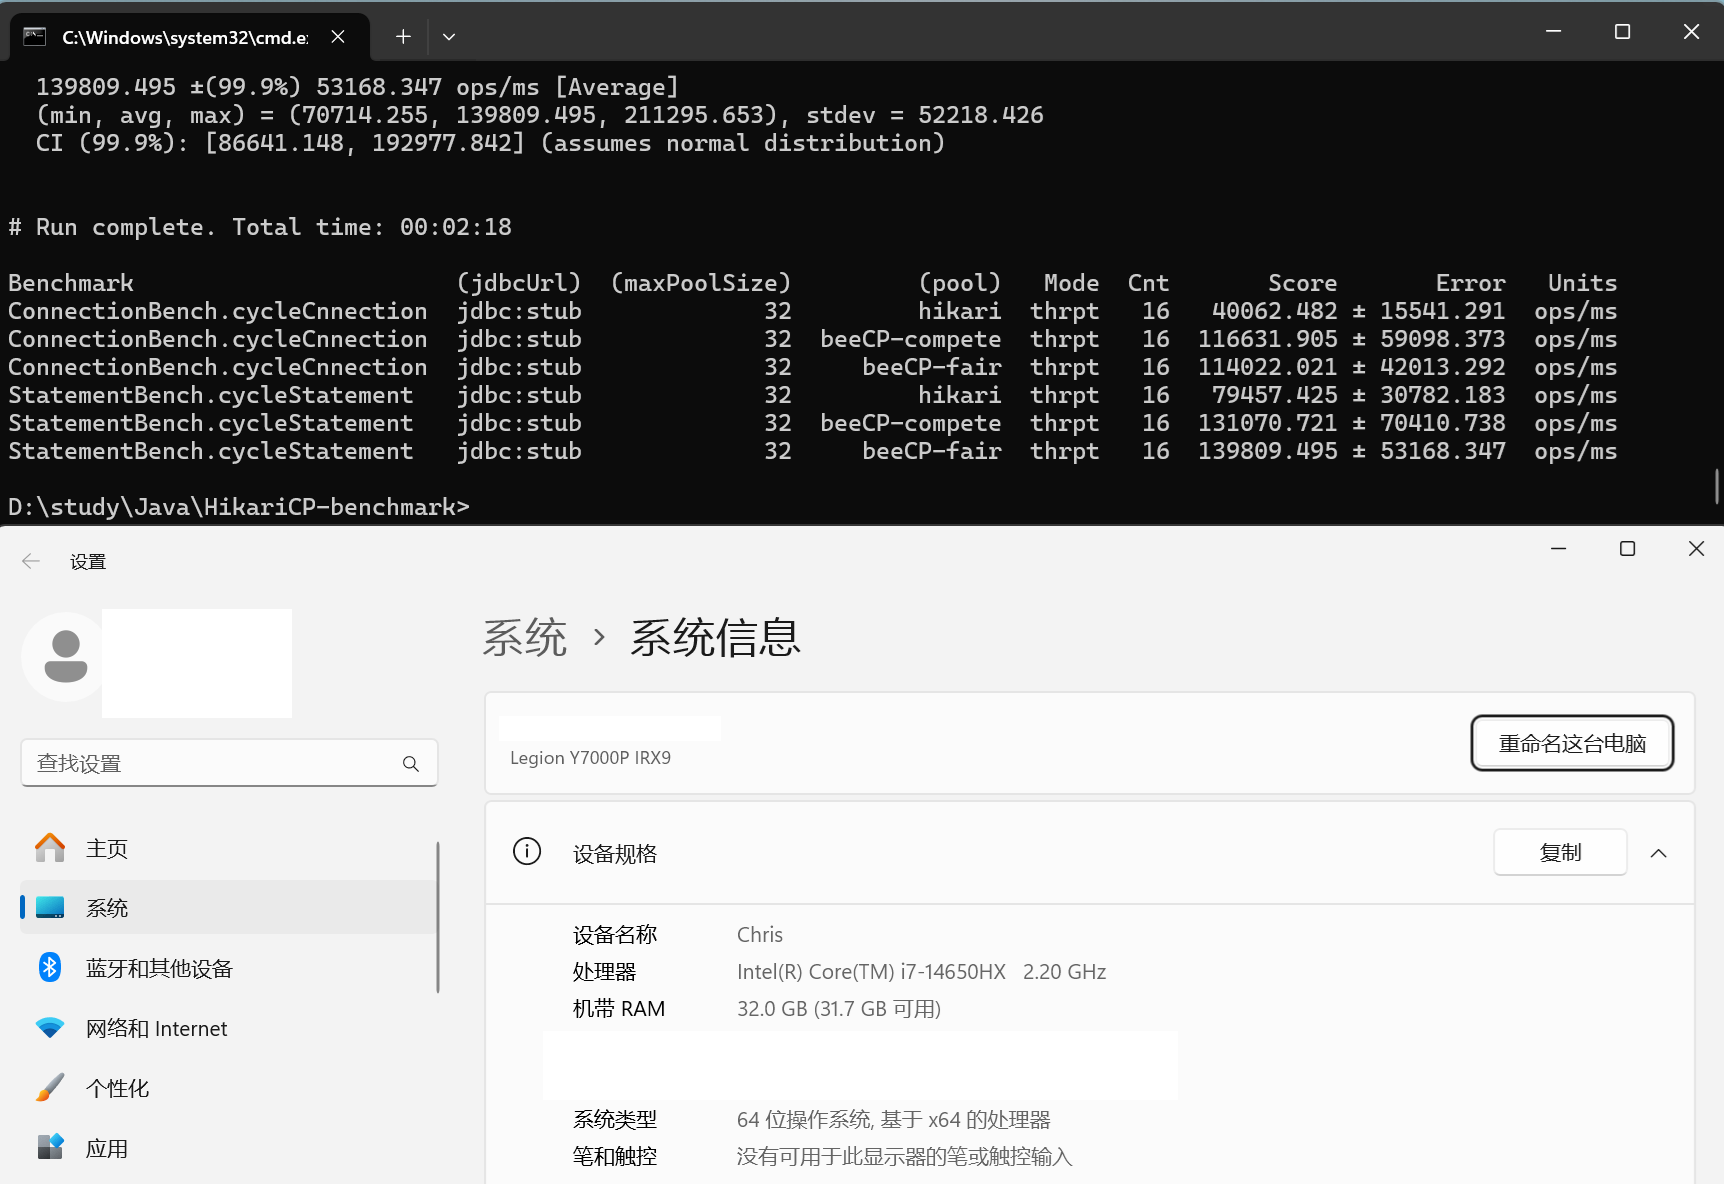 C:\Windows\system32\cmd.e:
139809.495 ±(99.9%) 53168.347 ops/ms [Average]
(min, avg, max) = (70714.255, 139809.495, 211295.653), stdev = 52218.426
CI (99.9%): [86641.148, 192977.842] (assumes normal distribution)
# Run complete. Total time: 00:02:18
Benchmark (jdbcUrl) (maxPoolSize) (pool) Mode Cnt Score Error Units
ConnectionBench.cycleCnnection jdbc:stub 32 hikari thrpt 16 40062.482 ± 15541.291 ops/ms
ConnectionBench.cycleCnnection jdbc:stub 32 beeCP-compete thrpt 16 116631.905 ± 59098.373 ops/ms
ConnectionBench.cycleCnnection jdbc:stub 32 beeCP-fair thrpt 16 114022.021 ± 42013.292 ops/ms
StatementBench.cycleStatement jdbc:stub 32 hikari thrpt 16 79457.425 ± 30782.183 ops/ms
StatementBench.cycleStatement jdbc:stub 32 beeCP-compete thrpt 16 131070.721 ± 70410.738 ops/ms
StatementBench.cycleStatement jdbc:stub 32 beeCP-fair thrpt 16 139809.495 ± 53168.347 ops/ms
D:\study\Java\HikariCP-benchmark>
设置
系统 › 系统信息
Legion Y7000P IRX9
重命名这台电脑
查找设置
主页
系统
蓝牙和其他设备
网络和 Internet
个性化
应用
设备规格
复制
设备名称 Chris
处理器 Intel(R) Core(TM) i7-14650HX 2.20 GHz
机带 RAM 32.0 GB (31.7 GB 可用)
系统类型 64 位操作系统, 基于 x64 的处理器
笔和触控 没有可用于此显示器的笔或触控输入